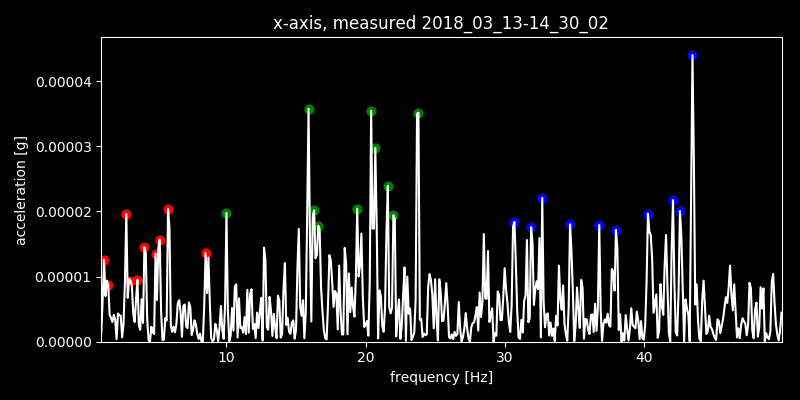 x-axis, measured 2018_03_13-14_30_02
acceleration [g]
0.00004
0.00003
0.00002
0.00001
0.00000
10 20 30 40
frequency [Hz]